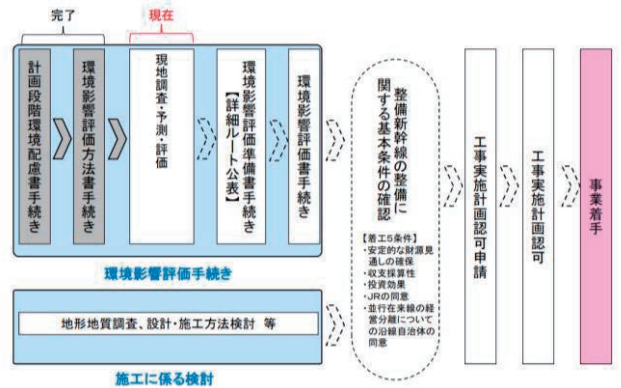 完了
現在
計画段階環境配慮書手続き
環境影響評価方法書手続き
現地調査・予測・評価
環境影響評価準備書手続き
【詳細ルート公表】
環境影響評価書手続き
環境影響評価手続き
地形地質調査、設計・施工方法検討 等
施工に係る検討
整備新幹線の整備に
関する基本条件の確認
【着工5条件】
・安定的な財源見
通しの確保
・収支採算性
・投資効果
・JRの同意
・並行在来線の経
営分離について
の沿線自治体の
同意
工事実施計画認可申請
工事実施計画認可
事業着手